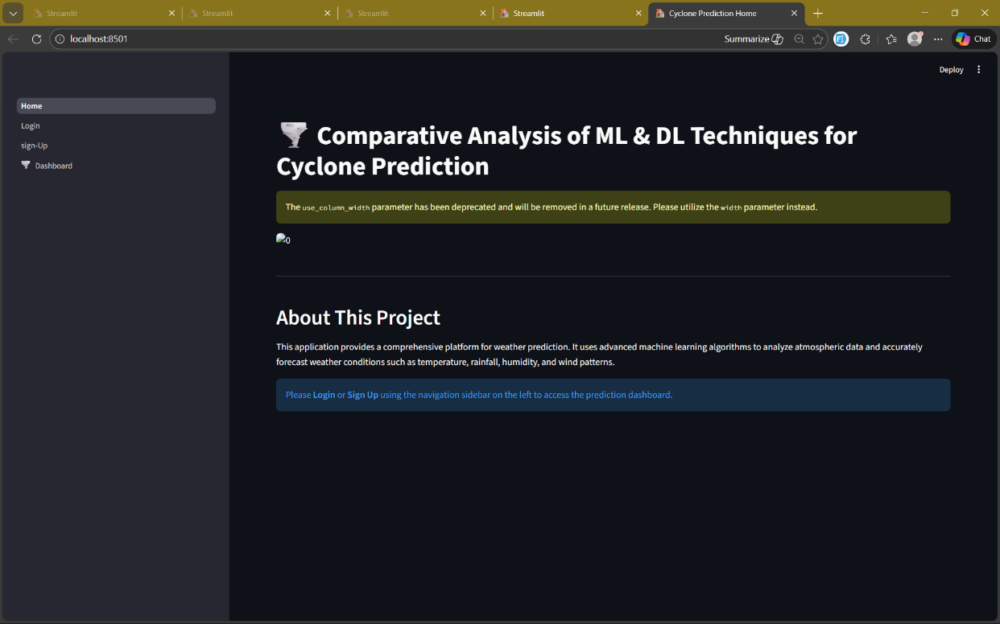 Streamlit
Streamlit
Streamlit
Streamlit
Cyclone Prediction Home
localhost:8501
Summarize
Chat
Deploy
Home
Login
sign-Up
Dashboard
Comparative Analysis of ML & DL Techniques for
Cyclone Prediction
The use_column_width parameter has been deprecated and will be removed in a future release. Please utilize the width parameter instead.
0
About This Project
This application provides a comprehensive platform for weather prediction. It uses advanced machine learning algorithms to analyze atmospheric data and accurately
forecast weather conditions such as temperature, rainfall, humidity, and wind patterns.
Please Login or Sign Up using the navigation sidebar on the left to access the prediction dashboard.